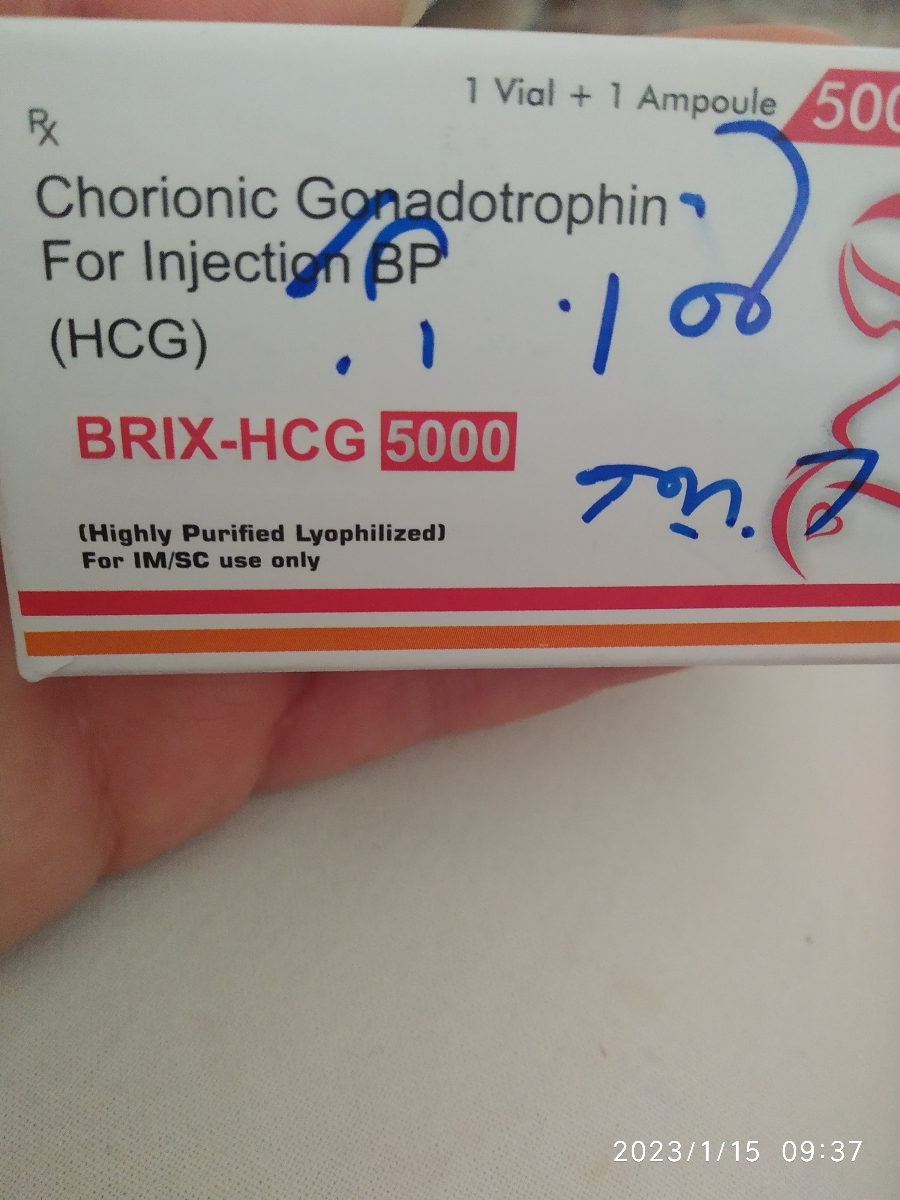 1 Vial + 1 Ampoule 500
Rx
Chorionic Gonadotrophin
For Injection BP
(HCG)
BRIX-HCG 5000
(Highly Purified Lyophilized)
For IM/SC use only
2023/1/15 09:37